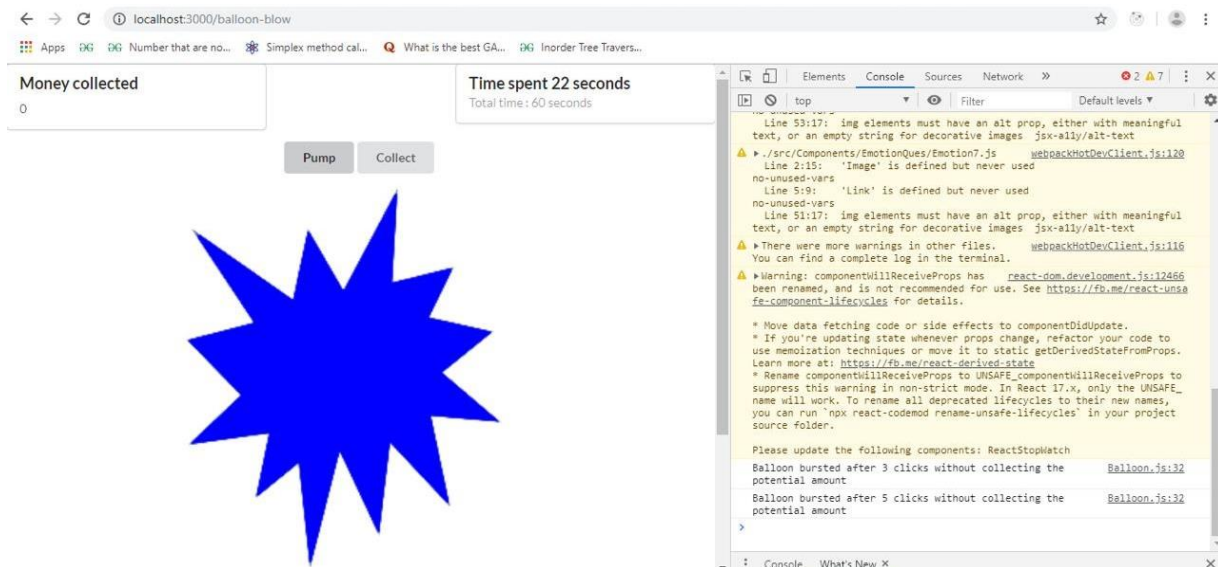 localhost:3000/balloon-blow
Apps
Number that are no...
Simplex method cal...
What is the best GA...
Inorder Tree Travers...
Money collected
0
Time spent 22 seconds
Total time : 60 seconds
Pump
Collect
Elements Console Sources Network » 2 7
top Filter Default levels ▼
no-unused-vars
Line 53:17: img elements must have an alt prop, either with meaningful
text, or an empty string for decorative images jsx-a11y/alt-text
▶./src/Components/EmotionQues/Emotion7.js webpackHotDevClient.js:120
Line 2:15: 'Image' is defined but never used
no-unused-vars
Line 5:9: 'Link' is defined but never used
no-unused-vars
Line 51:17: img elements must have an alt prop, either with meaningful
text, or an empty string for decorative images jsx-a11y/alt-text
▶There were more warnings in other files. webpackHotDevClient.js:116
You can find a complete log in the terminal.
▶Warning: componentWillReceiveProps has react-dom.development.js:12466
been renamed, and is not recommended for use. See https://fb.me/react-unsa
fe-component-lifecycles for details.
* Move data fetching code or side effects to componentDidUpdate.
* If you're updating state whenever props change, refactor your code to
use memoization techniques or move it to static getDerivedStateFromProps.
Learn more at: https://fb.me/react-derived-state
* Rename componentWillReceiveProps to UNSAFE_componentWillReceiveProps to
suppress this warning in non-strict mode. In React 17.x, only the UNSAFE_
name will work. To rename all deprecated lifecycles to their new names,
you can run `npx react-codemod rename-unsafe-lifecycles` in your project
source folder.
Please update the following components: ReactStopWatch
Balloon bursted after 3 clicks without collecting the Balloon.js:32
potential amount
Balloon bursted after 5 clicks without collecting the Balloon.js:32
potential amount
Console What's New ×